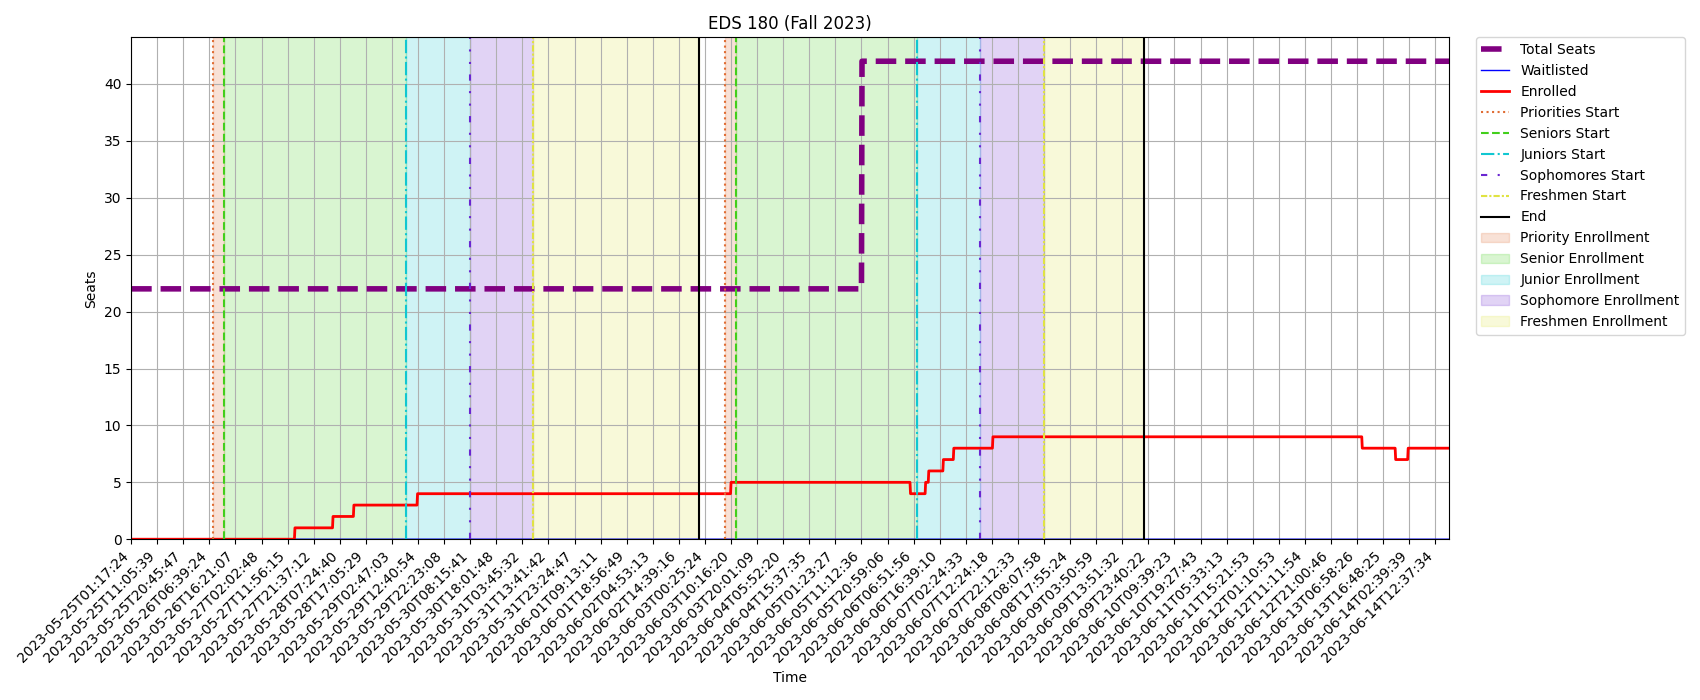 EDS 180 (Fall 2023)
Seats
40
35
30
25
20
15
10
5
0
2023-05-25T01:17:24
2023-05-25T11:05:39
2023-05-25T20:45:47
2023-05-26T06:39:24
2023-05-26T16:21:07
2023-05-27T02:02:48
2023-05-27T11:56:15
2023-05-27T21:37:12
2023-05-28T07:24:40
2023-05-28T17:05:29
2023-05-29T02:47:03
2023-05-29T12:40:54
2023-05-29T22:23:08
2023-05-30T08:15:41
2023-05-30T18:01:48
2023-05-31T03:45:32
2023-05-31T13:41:42
2023-05-31T23:24:47
2023-06-01T09:13:11
2023-06-01T18:56:49
2023-06-02T04:53:13
2023-06-02T14:39:16
2023-06-03T00:25:24
2023-06-03T10:16:20
2023-06-03T20:01:09
2023-06-04T05:52:20
2023-06-04T15:37:35
2023-06-05T01:23:27
2023-06-05T11:12:36
2023-06-05T20:59:06
2023-06-06T06:51:56
2023-06-06T16:39:10
2023-06-07T02:24:33
2023-06-07T12:24:18
2023-06-07T22:12:33
2023-06-08T08:07:58
2023-06-08T17:55:24
2023-06-09T03:50:59
2023-06-09T13:51:32
2023-06-09T23:40:22
2023-06-10T09:39:23
2023-06-10T19:27:43
2023-06-11T05:33:13
2023-06-11T15:21:53
2023-06-12T01:10:53
2023-06-12T11:11:54
2023-06-12T21:00:46
2023-06-13T06:58:26
2023-06-13T16:48:25
2023-06-14T02:39:39
2023-06-14T12:37:34
Time
Total Seats
Waitlisted
Enrolled
Priorities Start
Seniors Start
Juniors Start
Sophomores Start
Freshmen Start
End
Priority Enrollment
Senior Enrollment
Junior Enrollment
Sophomore Enrollment
Freshmen Enrollment